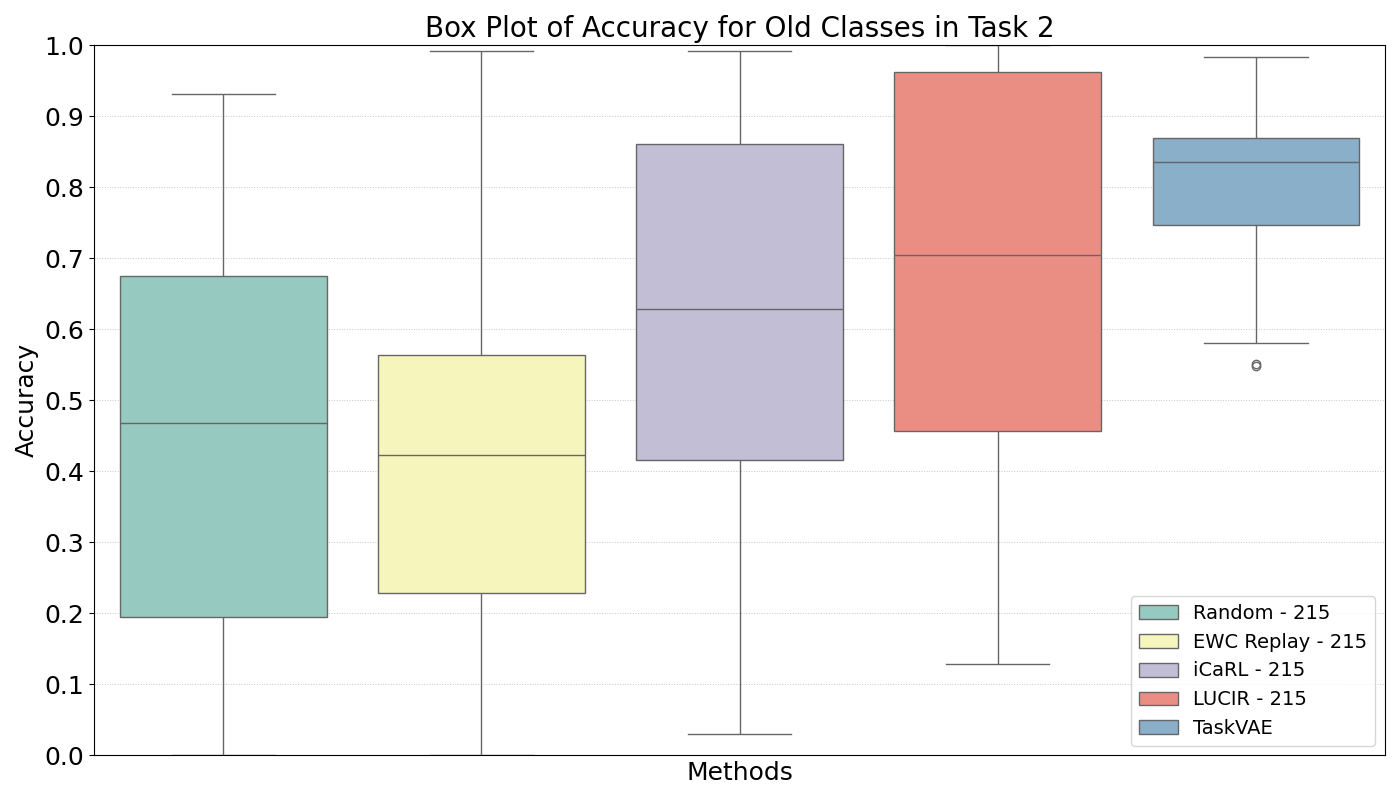 Box Plot of Accuracy for Old Classes in Task 2
1.0
0.9
0.8
0.7
0.6
0.5
0.4
0.3
0.2
0.1
0.0
Accuracy
Methods
Random - 215
EWC Replay - 215
iCaRL - 215
LUCIR - 215
TaskVAE